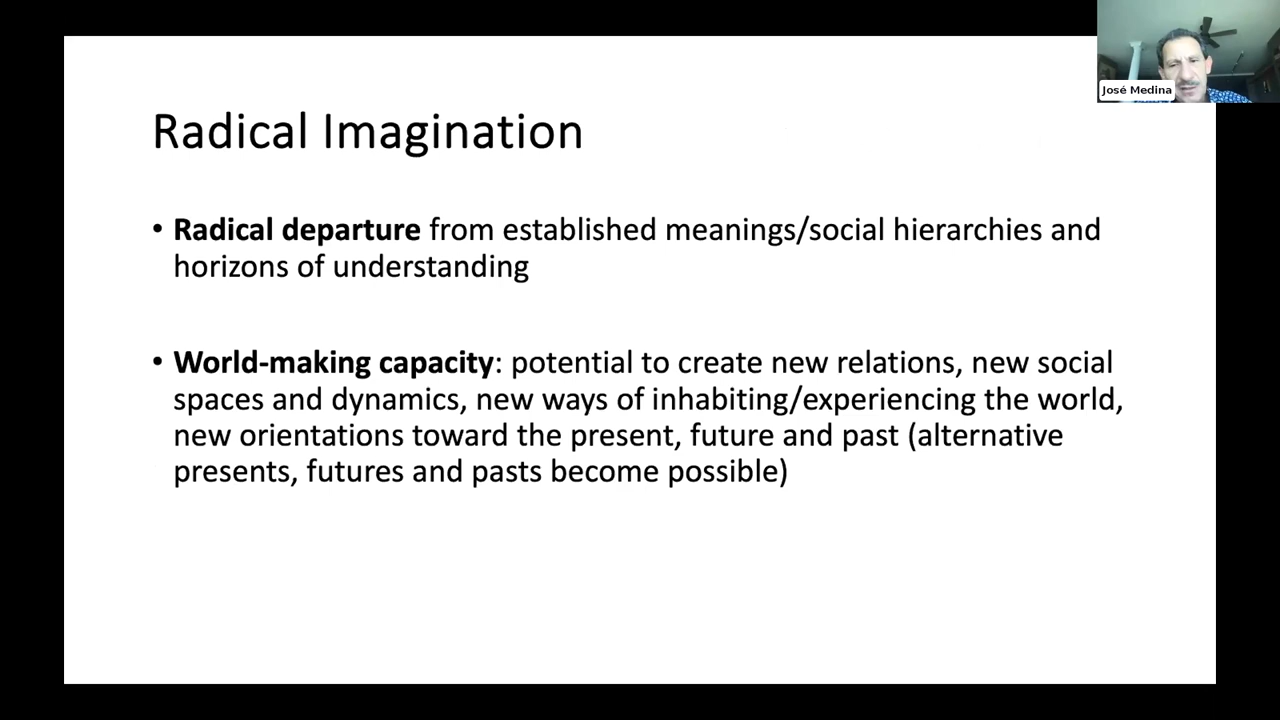 José Medina
Radical Imagination
• Radical departure from established meanings/social hierarchies and
horizons of understanding
• World-making capacity: potential to create new relations, new social
spaces and dynamics, new ways of inhabiting/experiencing the world,
new orientations toward the present, future and past (alternative
presents, futures and pasts become possible)